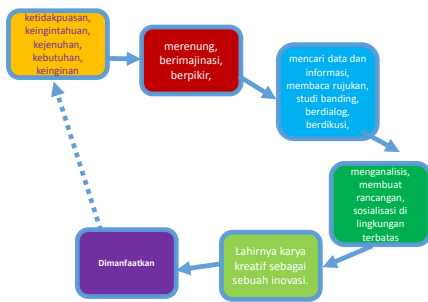 ketidakpuasan,
keingintahuan,
kejenuhan,
kebutuhan,
keinginan
merenung,
berimajinasi,
berpikir,
mencari data dan
informasi,
membaca rujukan,
studi banding,
berdialog,
berdikusi,
menganalisis,
membuat
rancangan,
sosialisasi di
lingkungan
terbatas
Lahirnya karya
kreatif sebagai
sebuah inovasi.
Dimanfaatkan